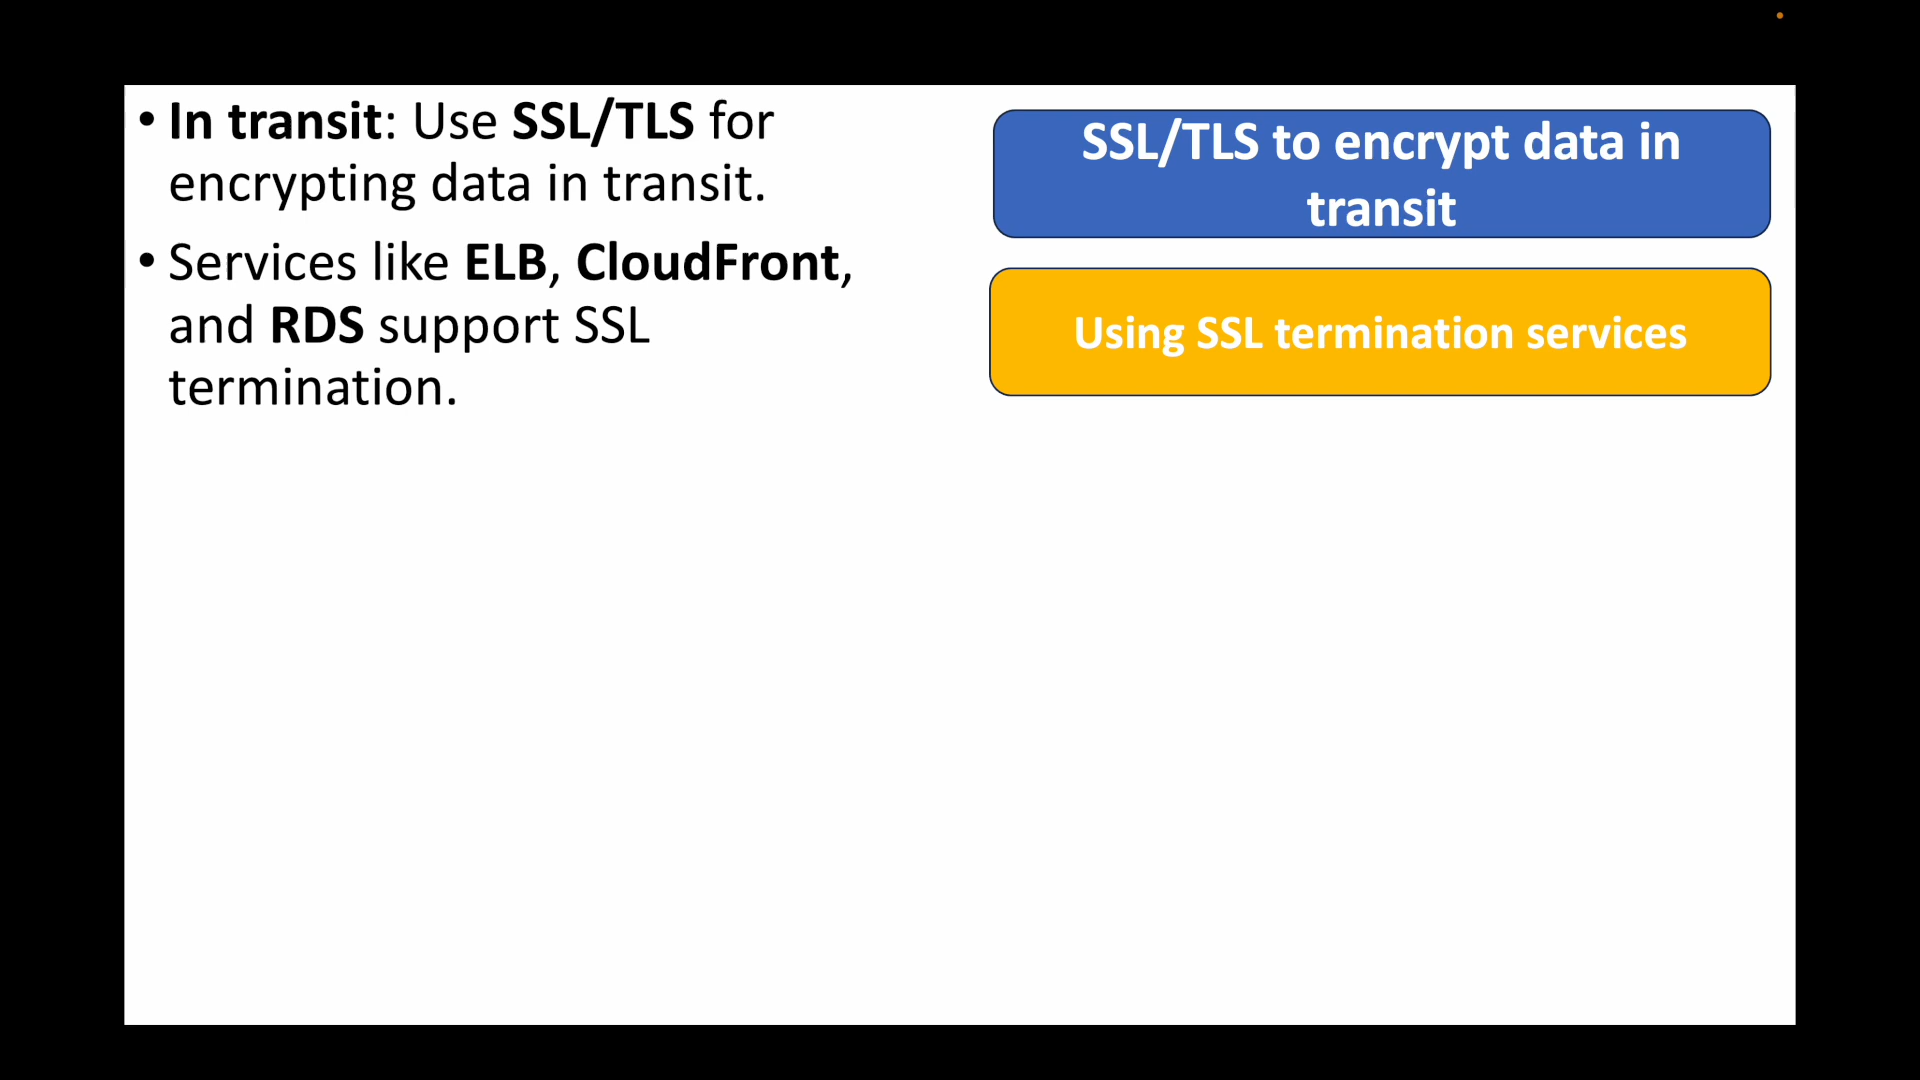 • In transit: Use SSL/TLS for
encrypting data in transit.
• Services like ELB, CloudFront,
and RDS support SSL
termination.
SSL/TLS to encrypt data in
transit
Using SSL termination services